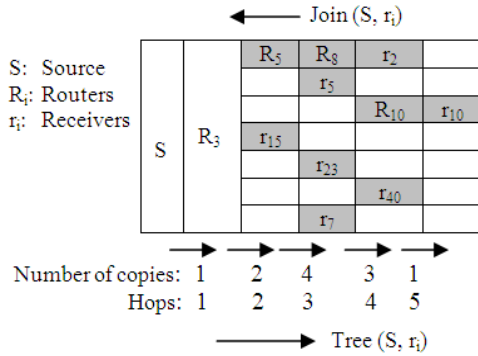 Join (S, rᵢ)
S: Source
Rᵢ: Routers
rᵢ: Receivers
S R₃
R₅ R₈ r₂
r₅
R₁₀ r₁₀
r₁₅
r₂₃
r₄₀
r₇
Number of copies: 1 2 4 3 1
Hops: 1 2 3 4 5
Tree (S, rᵢ)